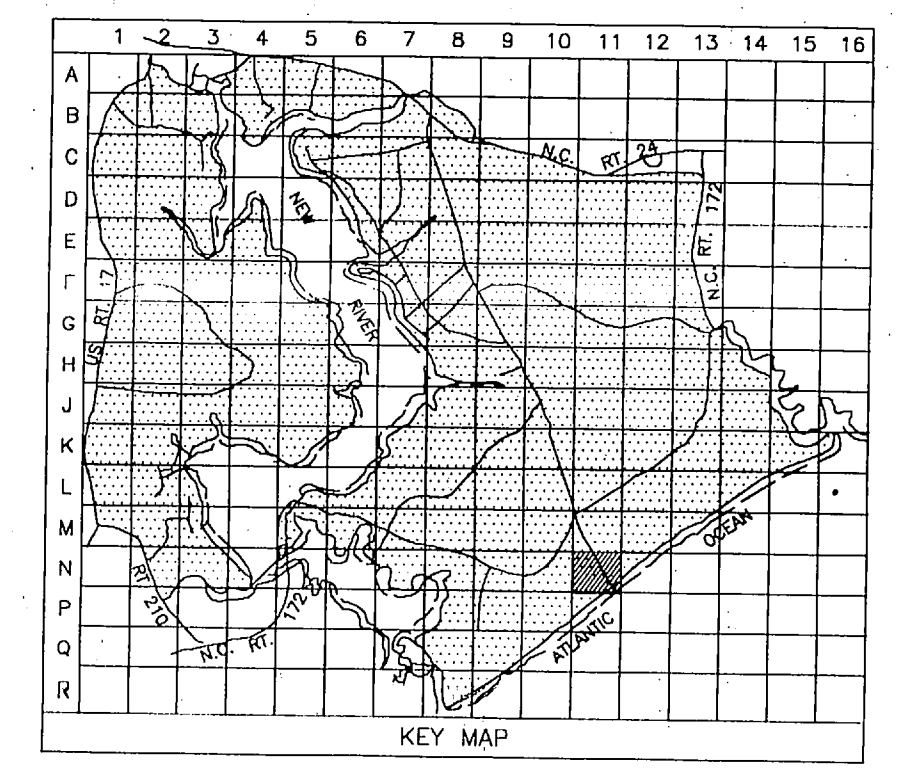 1 2 3 4 5 6 7 8 9 10 11 12 13 14 15 16
A
B
C
D
E
F
G
H
J
K
L
M
N
P
Q
R
N.C. RT 24
N.C. RT. 172
NEW
RIVER
US RT. 17
RT 210
N.C. RT. 172
ATLANTIC
OCEAN
KEY MAP